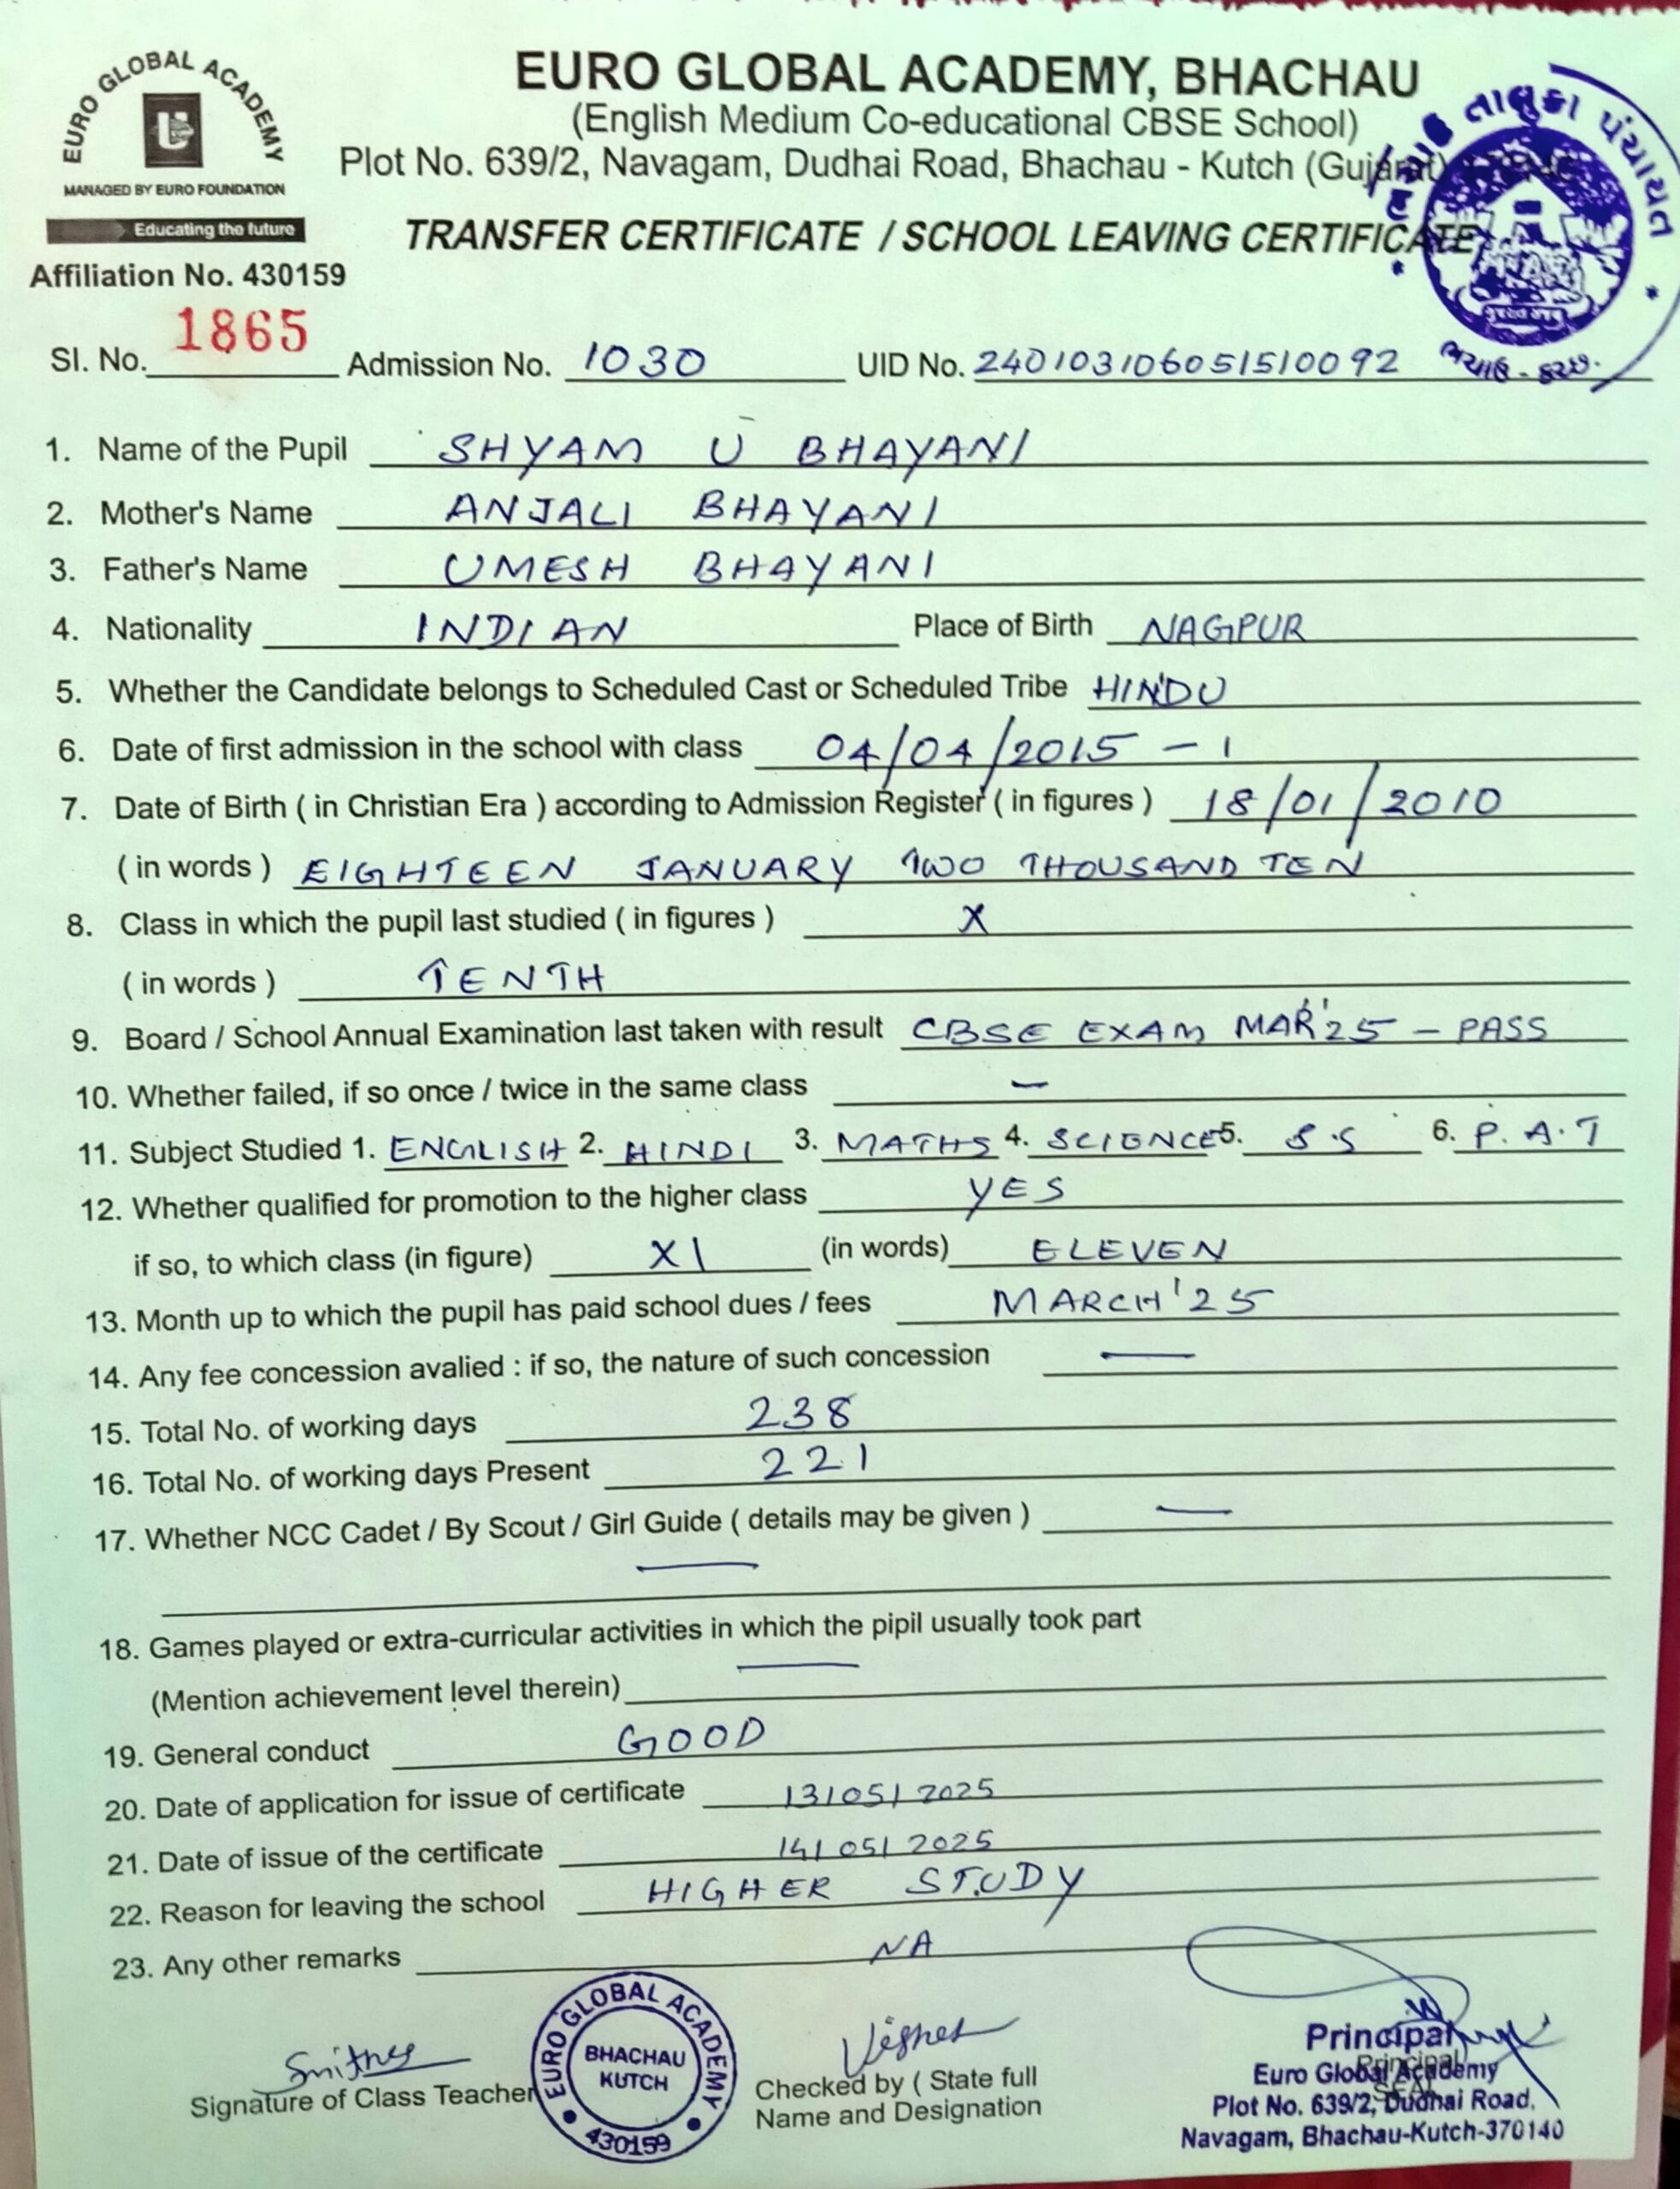 EURO GLOBAL ACADEMY
MANAGED BY EURO FOUNDATION
Educating the future
Affiliation No. 430159
EURO GLOBAL ACADEMY, BHACHAU
(English Medium Co-educational CBSE School)
Plot No. 639/2, Navagam, Dudhai Road, Bhachau - Kutch (Gujarat)
TRANSFER CERTIFICATE / SCHOOL LEAVING CERTIFICATE
તાલુકા પંચાયત
Sl. No. 1865 Admission No. 1030 UID No. 240103106051510092
1. Name of the Pupil SHYAM U BHAYANI
2. Mother's Name ANJALI BHAYANI
3. Father's Name UMESH BHAYANI
4. Nationality INDIAN Place of Birth NAGPUR
5. Whether the Candidate belongs to Scheduled Cast or Scheduled Tribe HINDU
6. Date of first admission in the school with class 04/04/2015 - 1
7. Date of Birth ( in Christian Era ) according to Admission Register ( in figures ) 18/01/2010
( in words ) EIGHTEEN JANUARY TWO THOUSAND TEN
8. Class in which the pupil last studied ( in figures ) X
( in words ) TENTH
9. Board / School Annual Examination last taken with result CBSE EXAM MAR'25 - PASS
10. Whether failed, if so once / twice in the same class —
11. Subject Studied 1. ENGLISH 2. HINDI 3. MATHS 4. SCIENCE 5. S.S 6. P.A.T
12. Whether qualified for promotion to the higher class YES
if so, to which class (in figure) XI (in words) ELEVEN
13. Month up to which the pupil has paid school dues / fees MARCH'25
14. Any fee concession avalied : if so, the nature of such concession —
15. Total No. of working days 238
16. Total No. of working days Present 221
17. Whether NCC Cadet / By Scout / Girl Guide ( details may be given ) —
—
18. Games played or extra-curricular activities in which the pipil usually took part
(Mention achievement level therein) —
19. General conduct GOOD
20. Date of application for issue of certificate 13/05/2025
21. Date of issue of the certificate 14/05/2025
22. Reason for leaving the school HIGHER STUDY
23. Any other remarks NA
Signature of Class Teacher
EURO GLOBAL ACADEMY
BHACHAU
KUTCH
430159
Checked by ( State full
Name and Designation
Principal
SEAL
Principal
Euro Global Academy
Plot No. 639/2, Dudhai Road.
Navagam, Bhachau-Kutch-370140